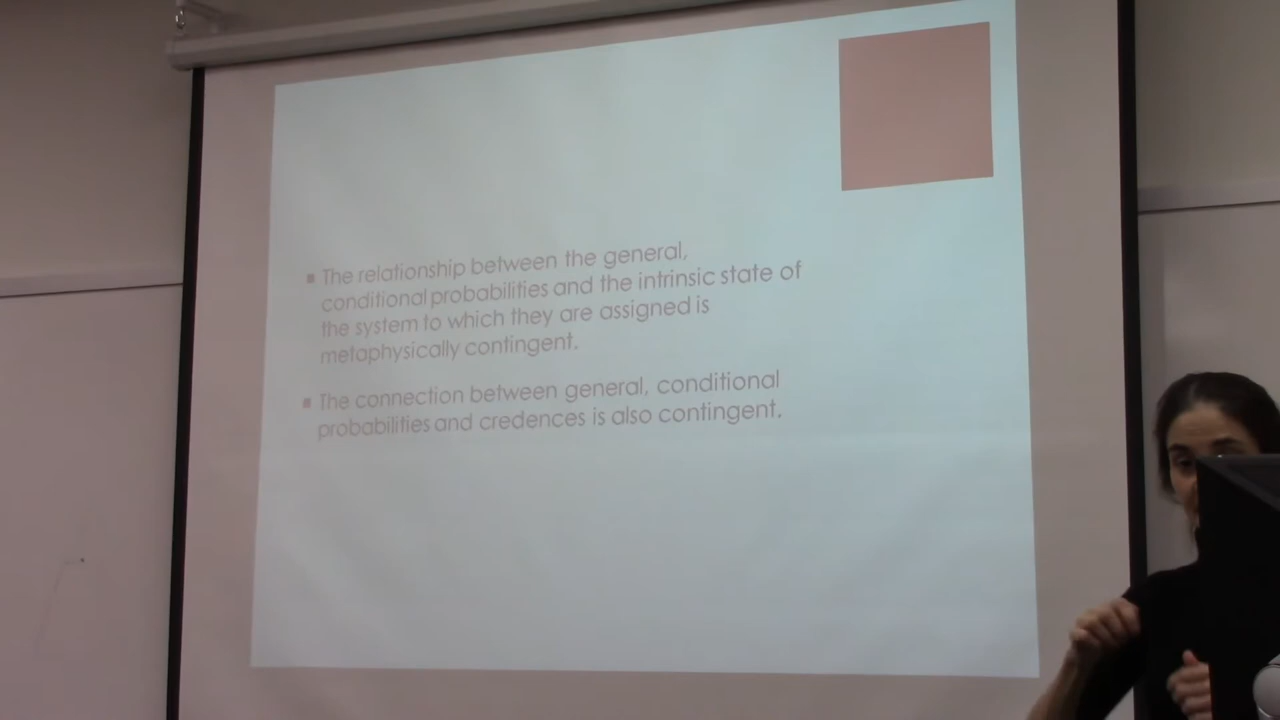 ▪ The relationship between the general,
conditional probabilities and the intrinsic state of
the system to which they are assigned is
metaphysically contingent.
▪ The connection between general, conditional
probabilities and credences is also contingent.